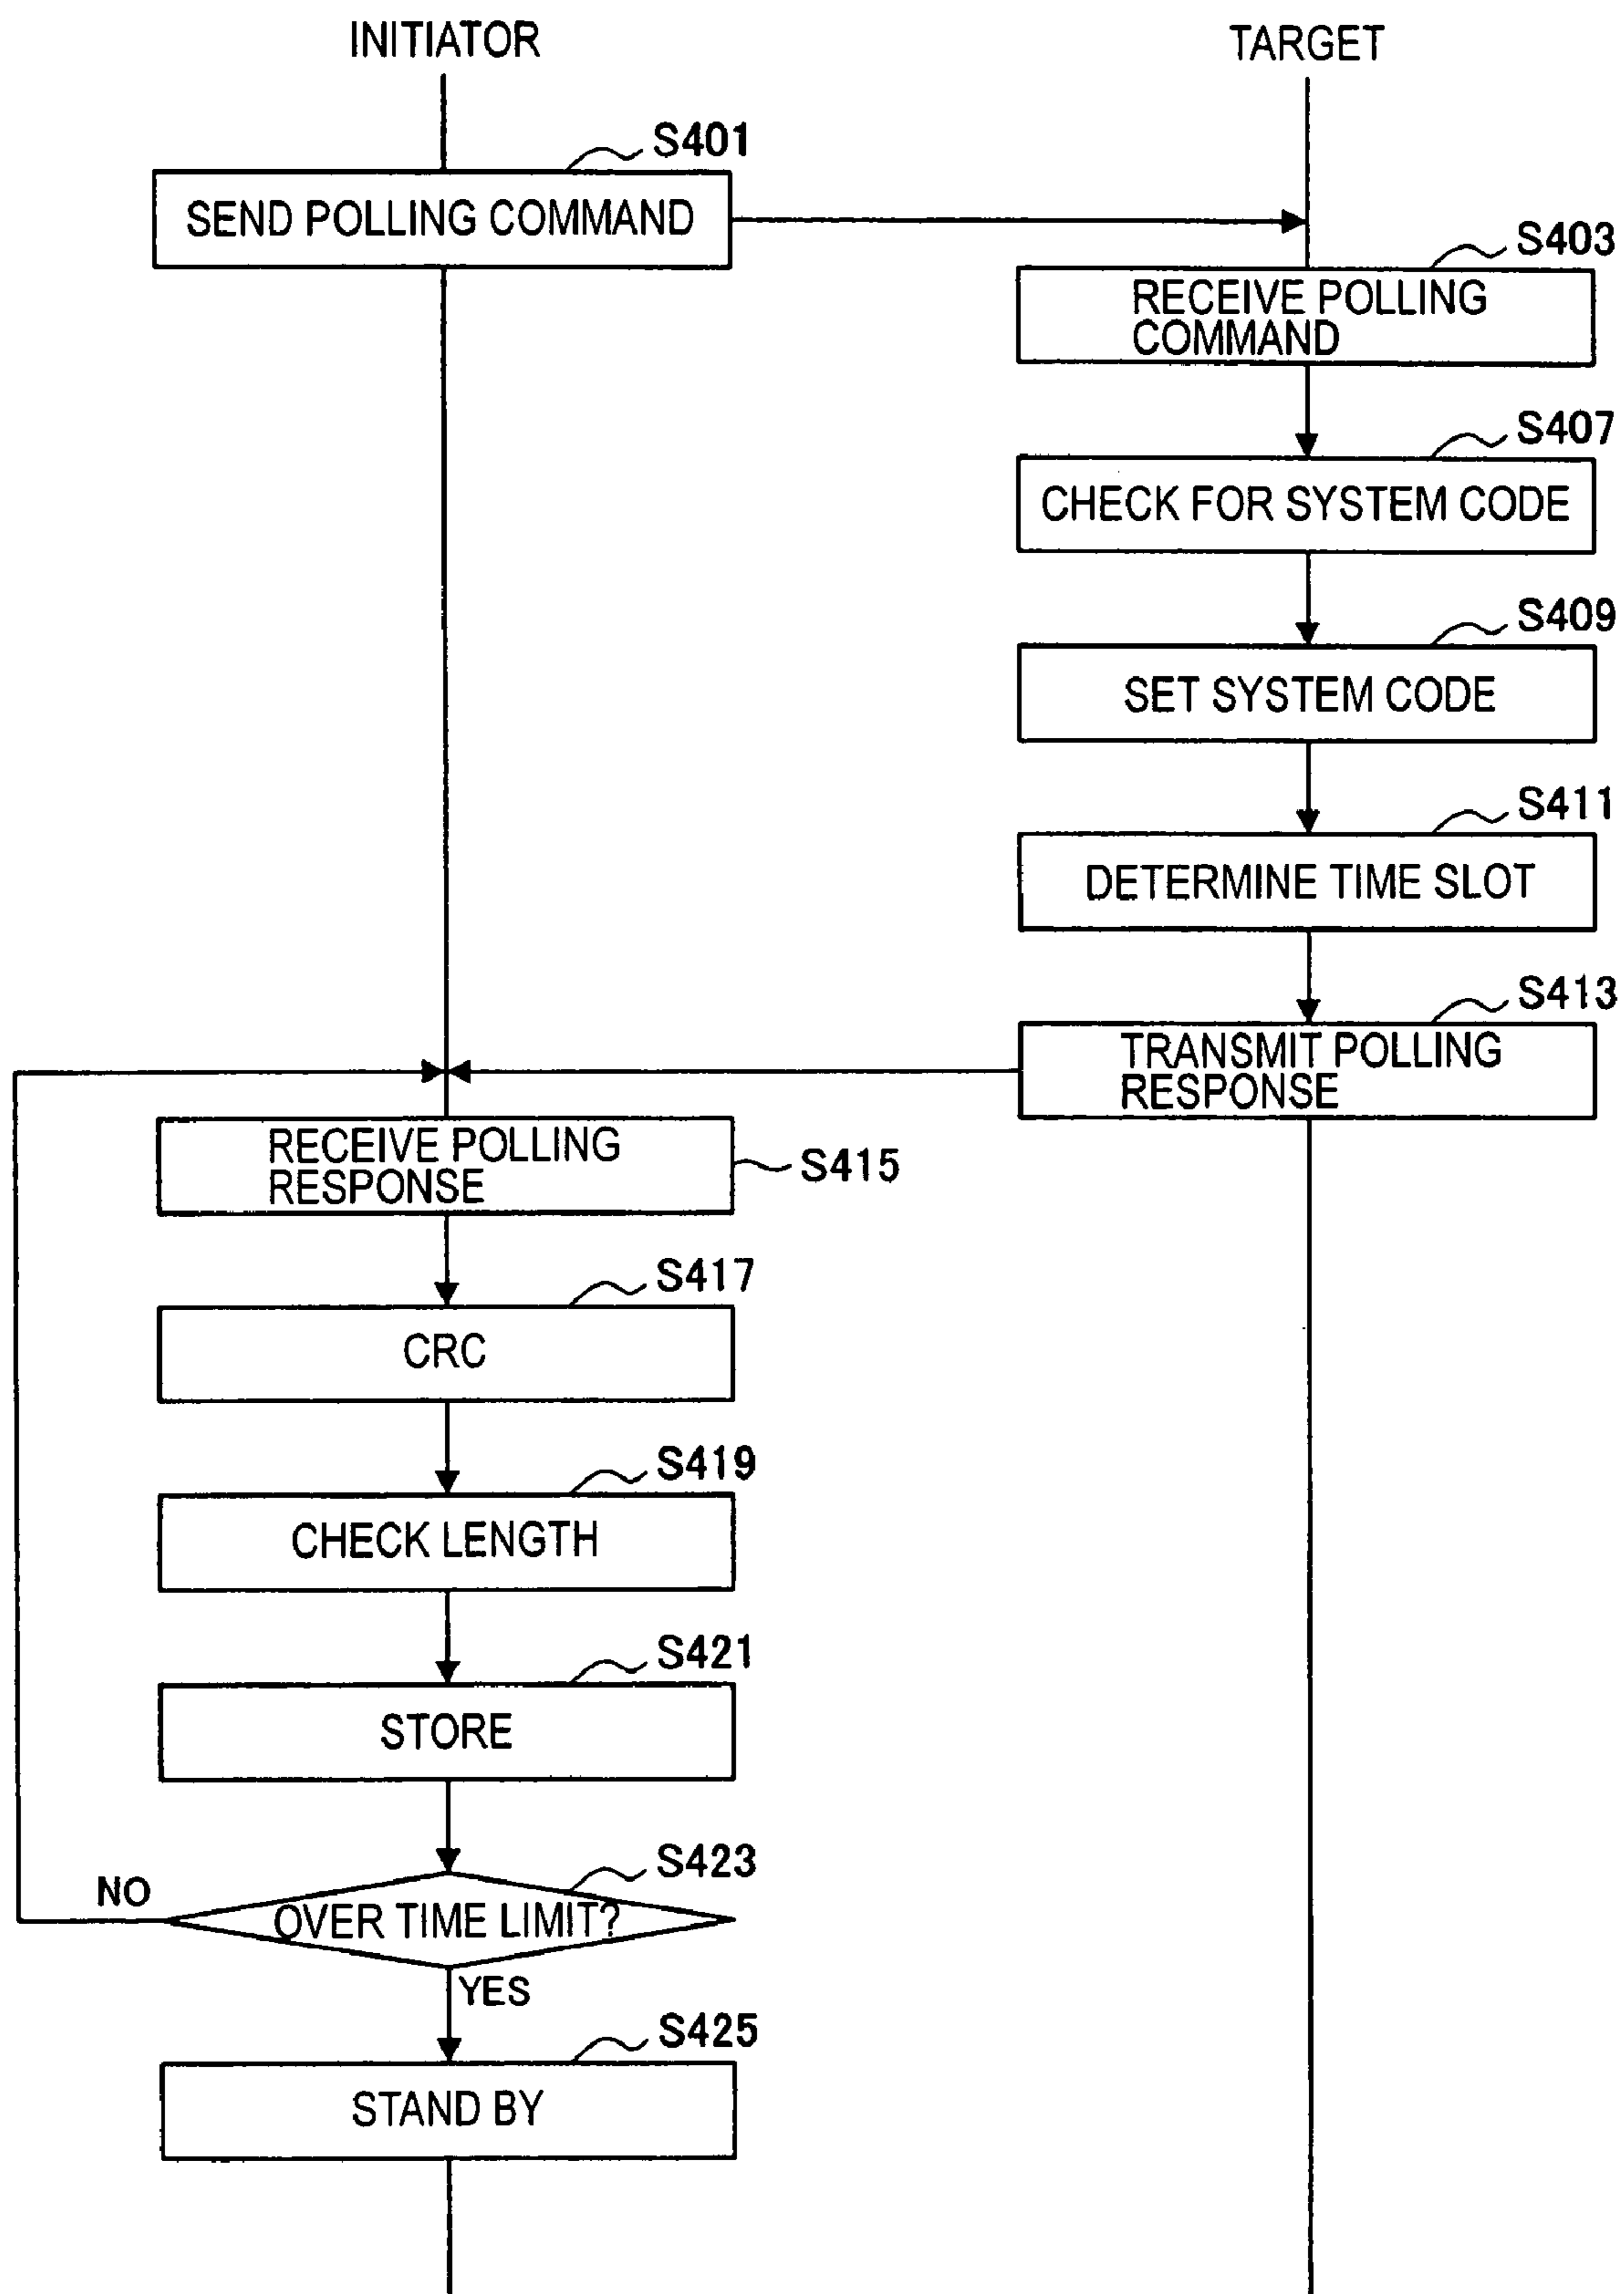 INITIATOR
TARGET
S401
SEND POLLING COMMAND
S403
RECEIVE POLLING
COMMAND
S407
CHECK FOR SYSTEM CODE
S409
SET SYSTEM CODE
S411
DETERMINE TIME SLOT
S413
TRANSMIT POLLING
RESPONSE
RECEIVE POLLING
RESPONSE
S415
S417
CRC
S419
CHECK LENGTH
S421
STORE
S423
NO
OVER TIME LIMIT?
YES
S425
STAND BY